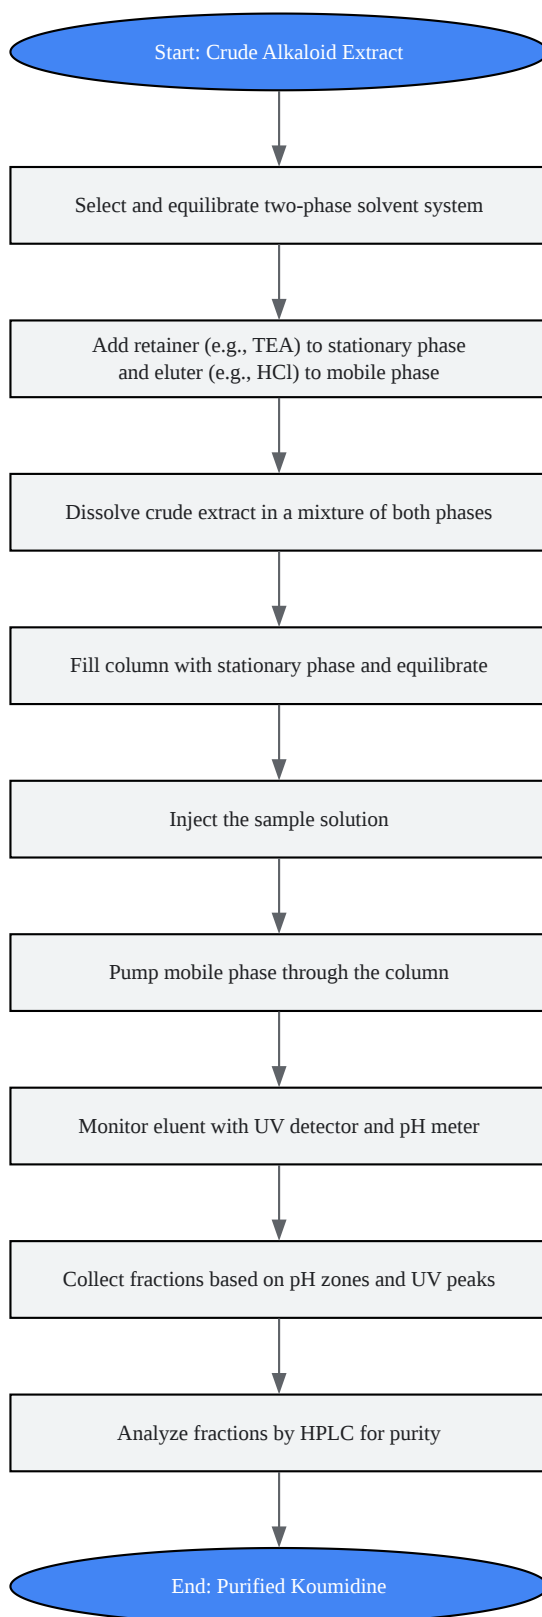 Start: Crude Alkaloid Extract
Select and equilibrate two-phase solvent system
Add retainer (e.g., TEA) to stationary phase
and eluter (e.g., HCl) to mobile phase
Dissolve crude extract in a mixture of both phases
Fill column with stationary phase and equilibrate
Inject the sample solution
Pump mobile phase through the column
Monitor eluent with UV detector and pH meter
Collect fractions based on pH zones and UV peaks
Analyze fractions by HPLC for purity
End: Purified Koumidine